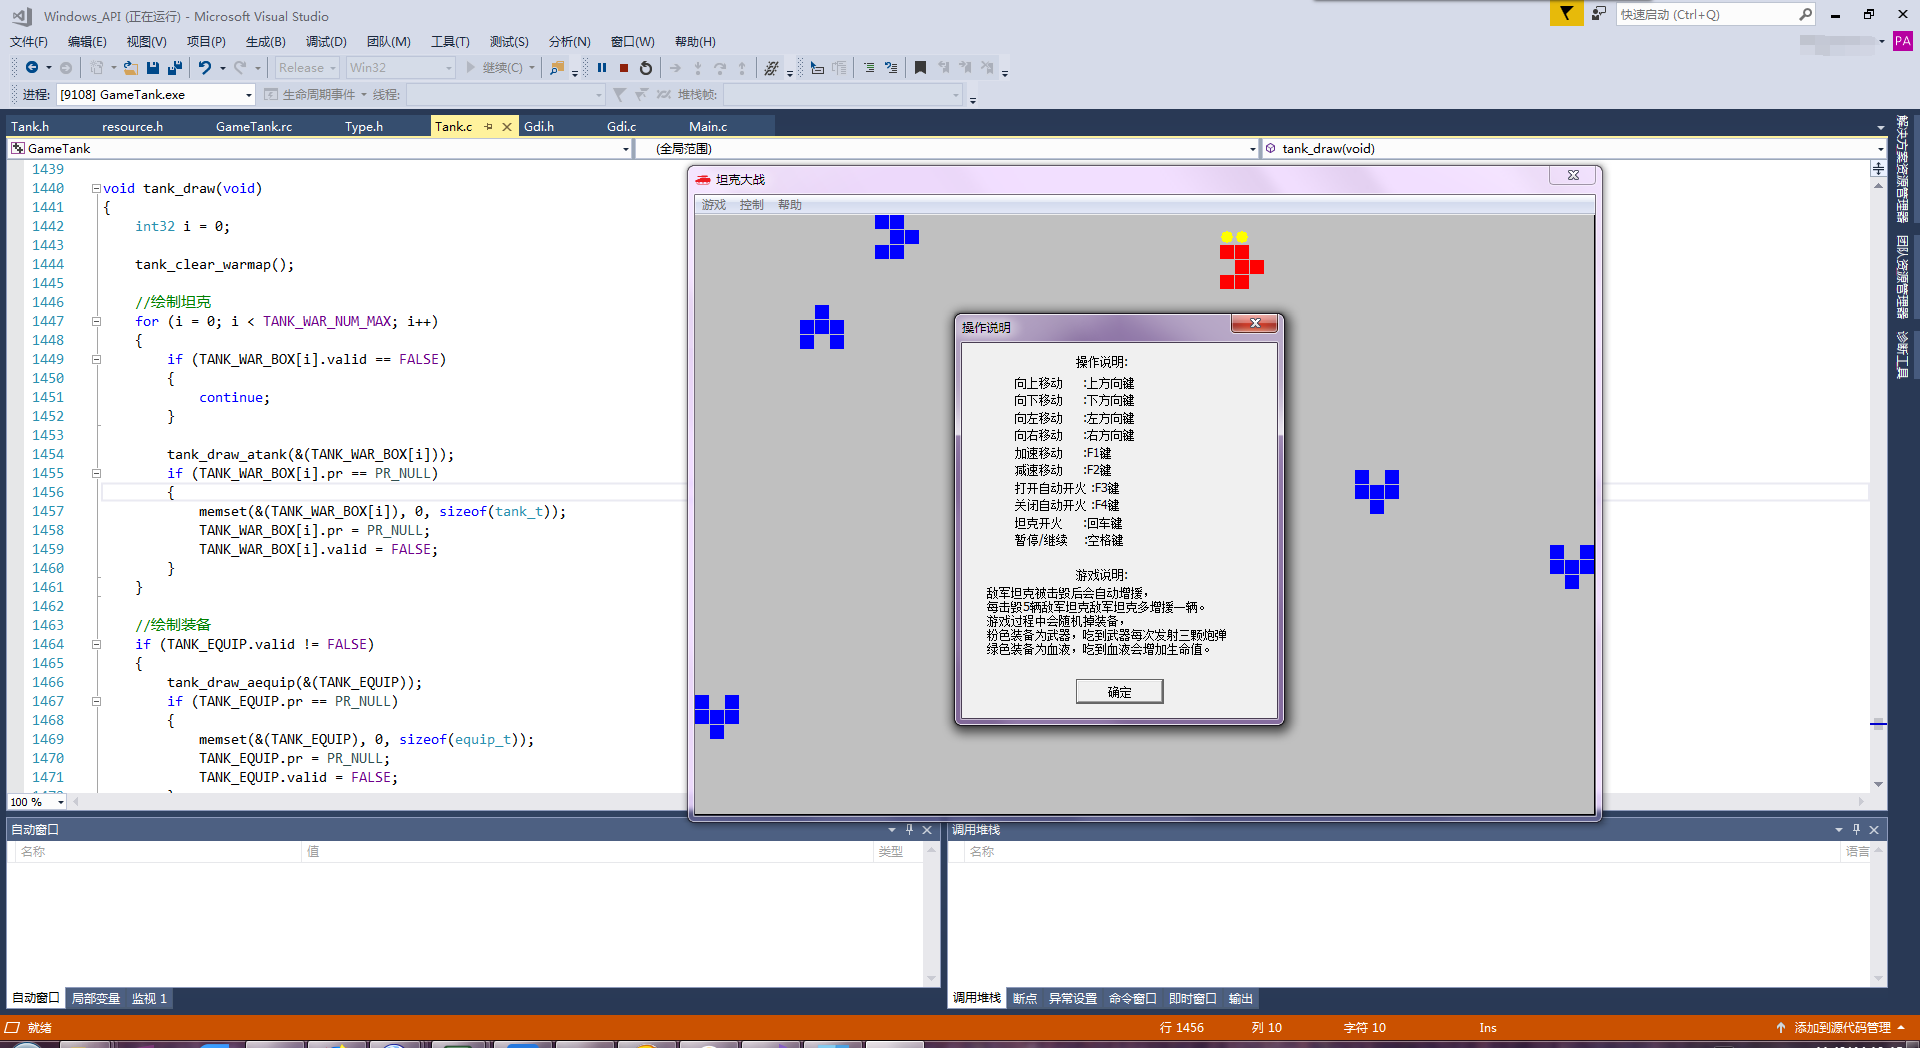 Windows_API (正在运行) - Microsoft Visual Studio
快速启动 (Ctrl+Q)
文件(F) 编辑(E) 视图(V) 项目(P) 生成(B) 调试(D) 团队(M) 工具(T) 测试(S) 分析(N) 窗口(W) 帮助(H)
PA
Release Win32 继续(C)
进程: [9108] GameTank.exe 生命周期事件 线程: 堆栈帧:
Tank.h resource.h GameTank.rc Type.h Tank.c Gdi.h Gdi.c Main.c
GameTank (全局范围) tank_draw(void)
1439
1440 void tank_draw(void)
1441 {
1442 int32 i = 0;
1443
1444 tank_clear_warmap();
1445
1446 //绘制坦克
1447 for (i = 0; i < TANK_WAR_NUM_MAX; i++)
1448 {
1449 if (TANK_WAR_BOX[i].valid == FALSE)
1450 {
1451 continue;
1452 }
1453
1454 tank_draw_atank(&(TANK_WAR_BOX[i]));
1455 if (TANK_WAR_BOX[i].pr == PR_NULL)
1456 {
1457 memset(&(TANK_WAR_BOX[i]), 0, sizeof(tank_t));
1458 TANK_WAR_BOX[i].pr = PR_NULL;
1459 TANK_WAR_BOX[i].valid = FALSE;
1460 }
1461 }
1462
1463 //绘制装备
1464 if (TANK_EQUIP.valid != FALSE)
1465 {
1466 tank_draw_aequip(&(TANK_EQUIP));
1467 if (TANK_EQUIP.pr == PR_NULL)
1468 {
1469 memset(&(TANK_EQUIP), 0, sizeof(equip_t));
1470 TANK_EQUIP.pr = PR_NULL;
1471 TANK_EQUIP.valid = FALSE;
100 %
坦克大战
游戏 控制 帮助
操作说明
操作说明:
向上移动 :上方向键
向下移动 :下方向键
向左移动 :左方向键
向右移动 :右方向键
加速移动 :F1键
减速移动 :F2键
打开自动开火 :F3键
关闭自动开火 :F4键
坦克开火 :回车键
暂停/继续 :空格键
游戏说明:
敌军坦克被击毁后会自动增援,
每击毁5辆敌军坦克敌军坦克多增援一辆。
游戏过程中会随机掉装备,
粉色装备为武器, 吃到武器每次发射三颗炮弹
绿色装备为血液, 吃到血液会增加生命值。
确定
解决方案资源管理器
团队资源管理器
诊断工具
自动窗口
名称 值 类型
自动窗口 局部变量 监视 1
调用堆栈
名称 语言
调用堆栈 断点 异常设置 命令窗口 即时窗口 输出
就绪 行 1456 列 10 字符 10 Ins 添加到源代码管理